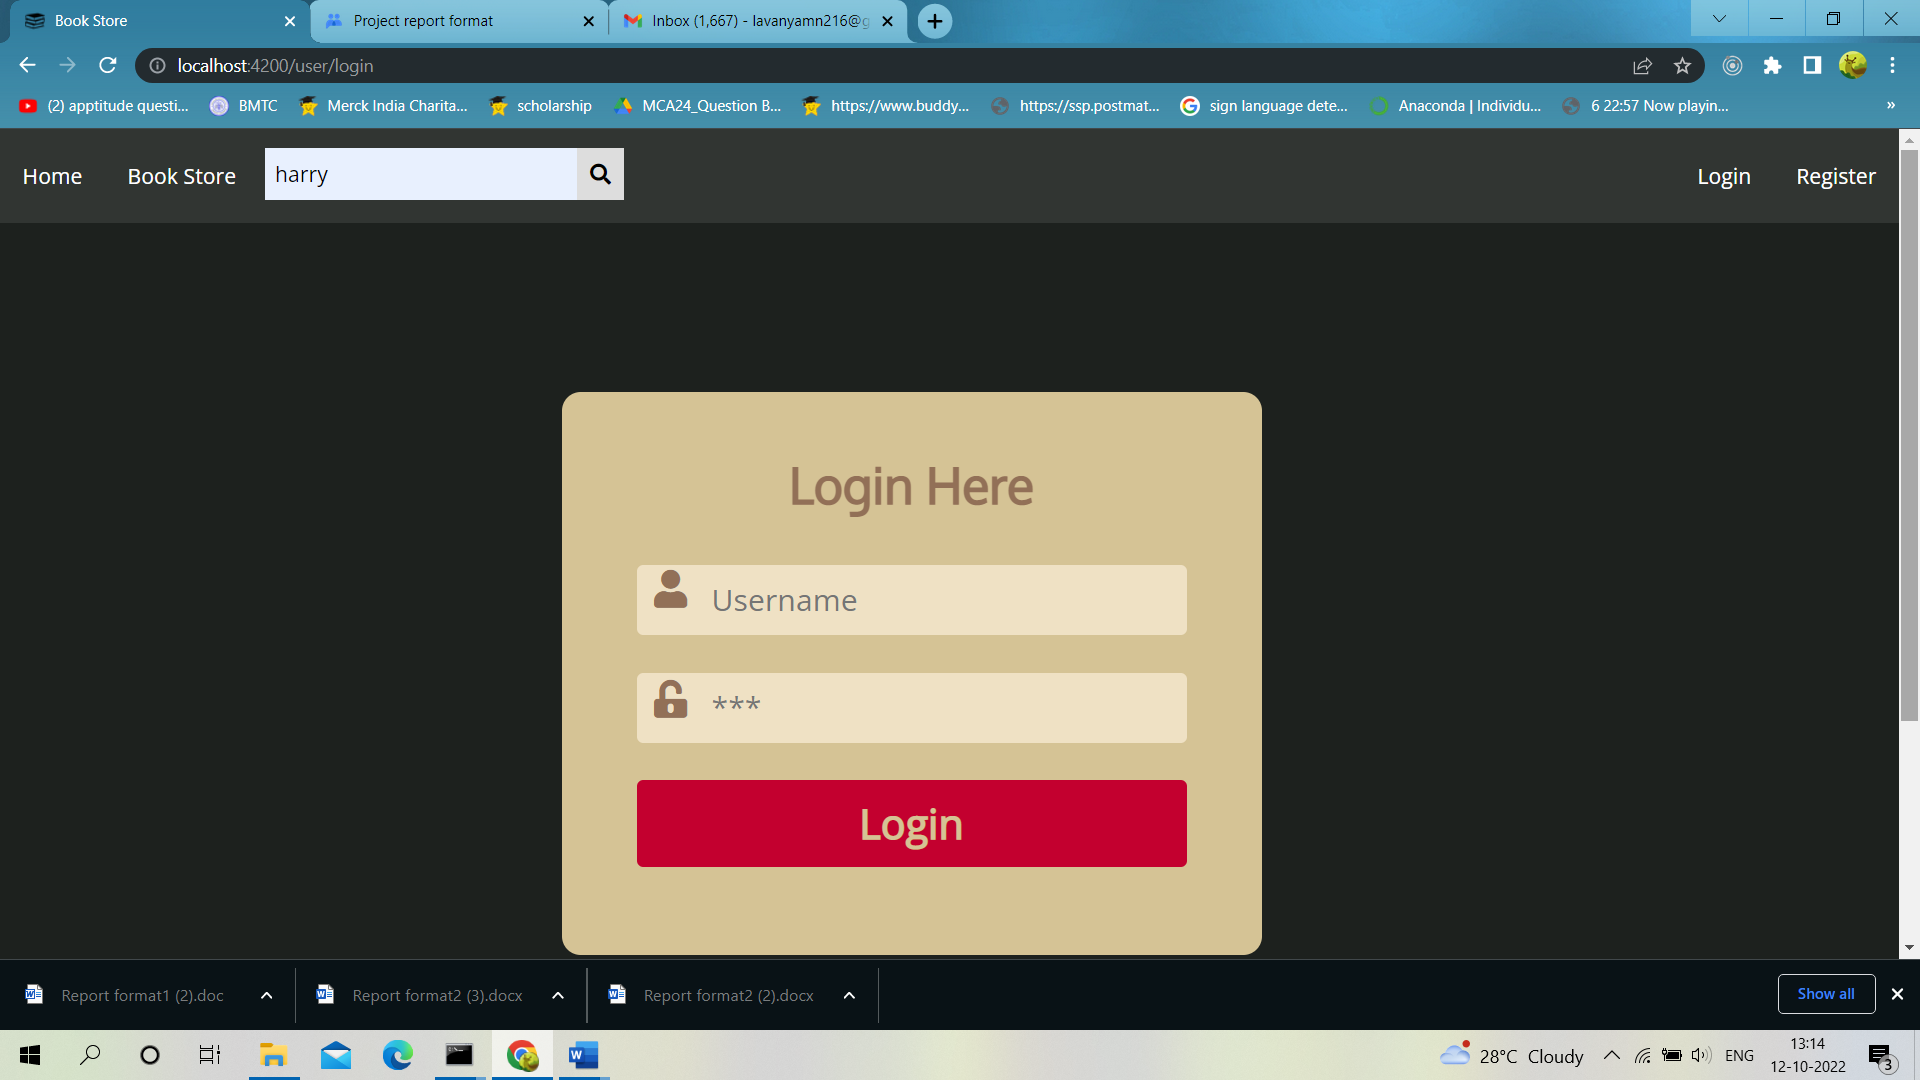 Book Store
Project report format
Inbox (1,667) - lavanyamn216@g
localhost:4200/user/login
(2) apptitude questi...
BMTC
Merck India Charita...
scholarship
MCA24_Question B...
https://www.buddy...
https://ssp.postmat...
sign language dete...
Anaconda | Individu...
6 22:57 Now playin...
»
Home
Book Store
harry
Login
Register
Login Here
Username
***
Login
Report format1 (2).doc
Report format2 (3).docx
Report format2 (2).docx
Show all
28°C Cloudy
ENG
13:14
12-10-2022
3